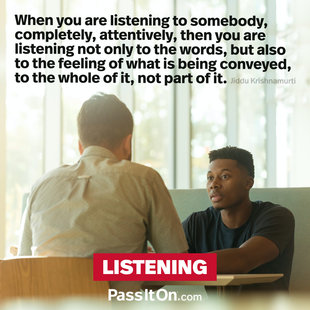 When you are listening to somebody,
completely, attentively, then you are
listening not only to the words, but also
to the feeling of what is being conveyed,
to the whole of it, not part of it. Jiddu Krishnamurti
LISTENING
PassItOn.com